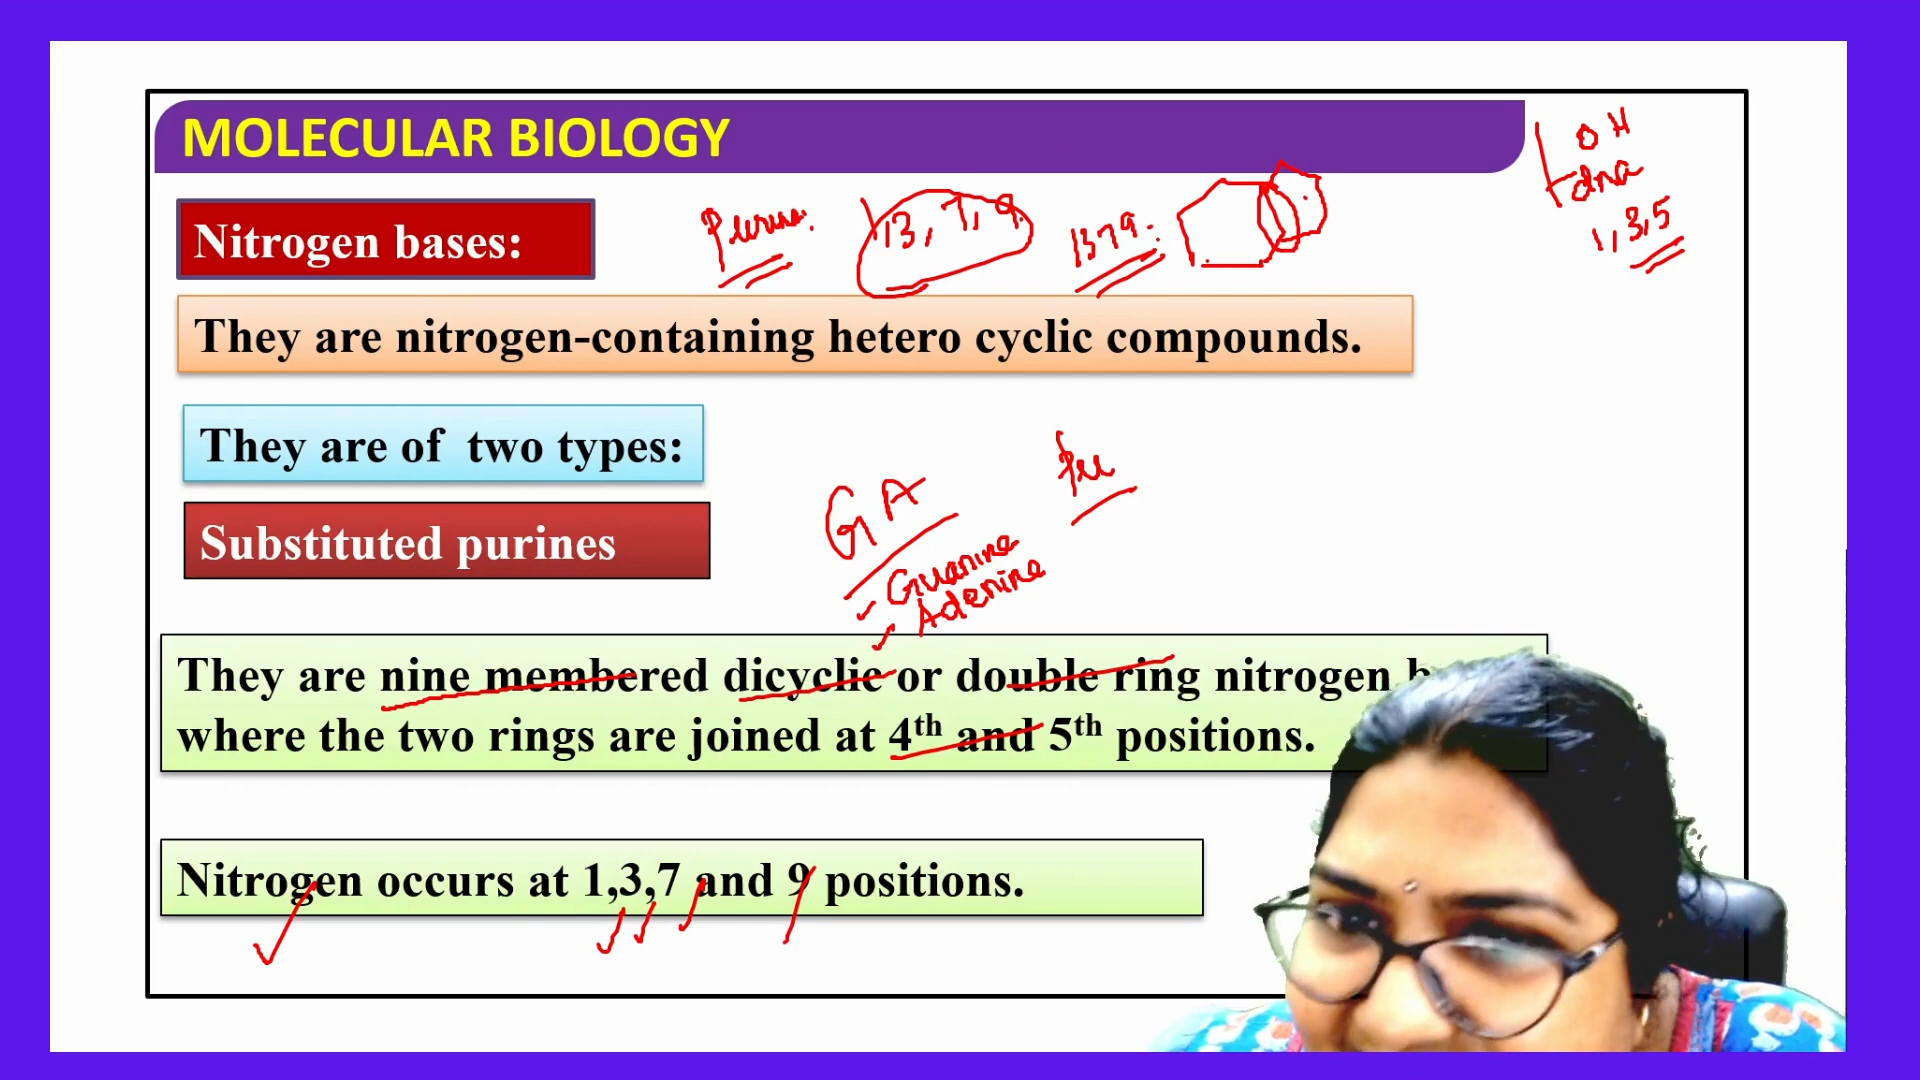 MOLECULAR BIOLOGY
OH
dna
1,3,5
Nitrogen bases:
1,3,7,9
1379
They are nitrogen-containing hetero cyclic compounds.
They are of two types:
GA
Pu
Substituted purines
Guanine
Adenine
They are nine membered dicyclic or double ring nitrogen
where the two rings are joined at 4th and 5th positions.
Nitrogen occurs at 1,3,7 and 9 positions.